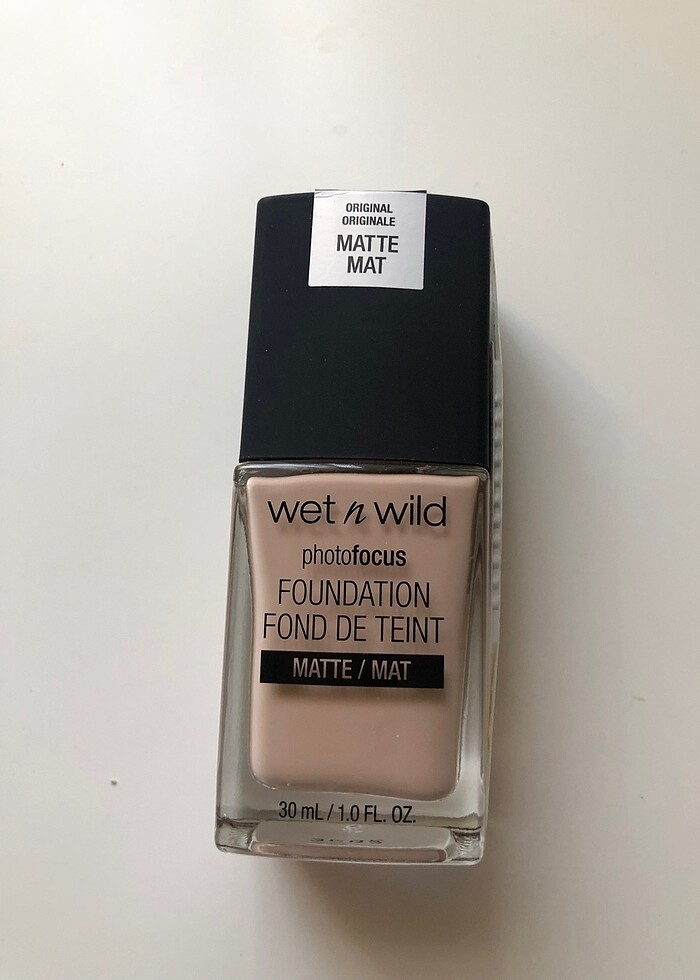 ORIGINAL
ORIGINALE
MATTE
MAT
wet n wild
photofocus
FOUNDATION
FOND DE TEINT
MATTE / MAT
30 mL / 1.0 FL. OZ.